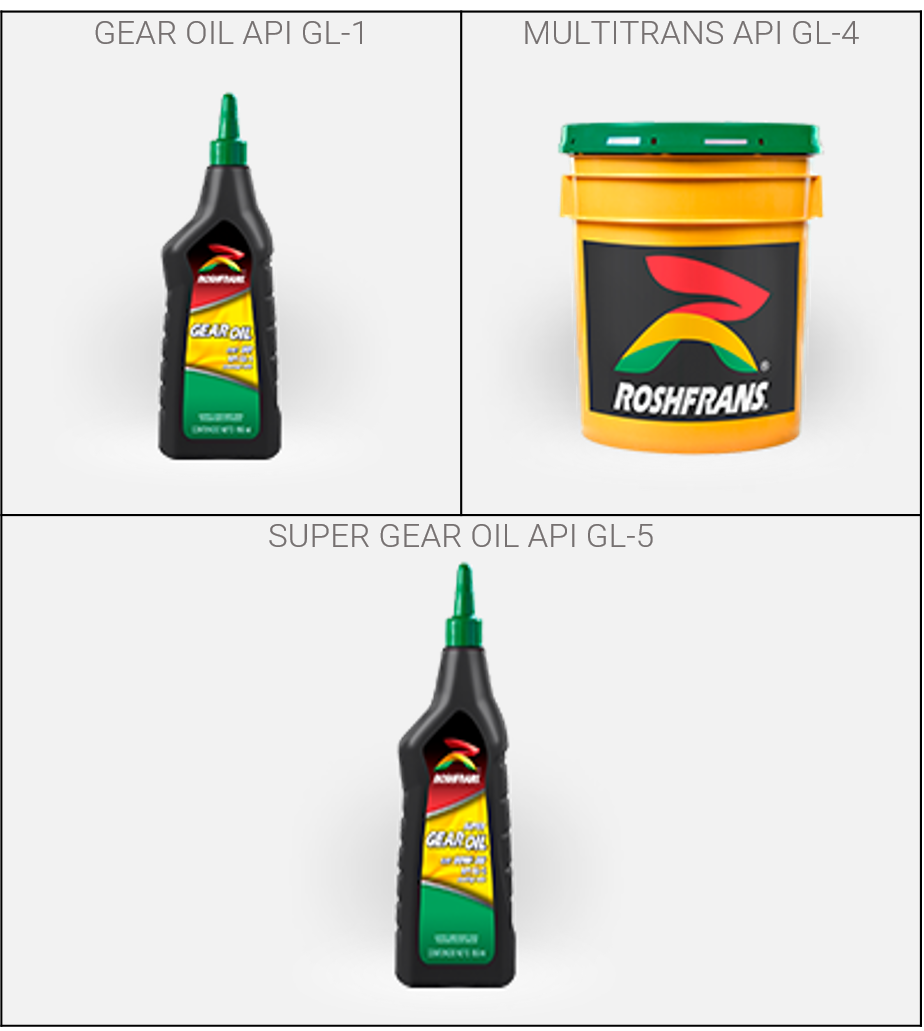 GEAR OIL API GL-1
MULTITRANS API GL-4
ROSHFRANS
GEAR OIL
ROSHFRANS
SUPER GEAR OIL API GL-5
ROSHFRANS
GEAR OIL